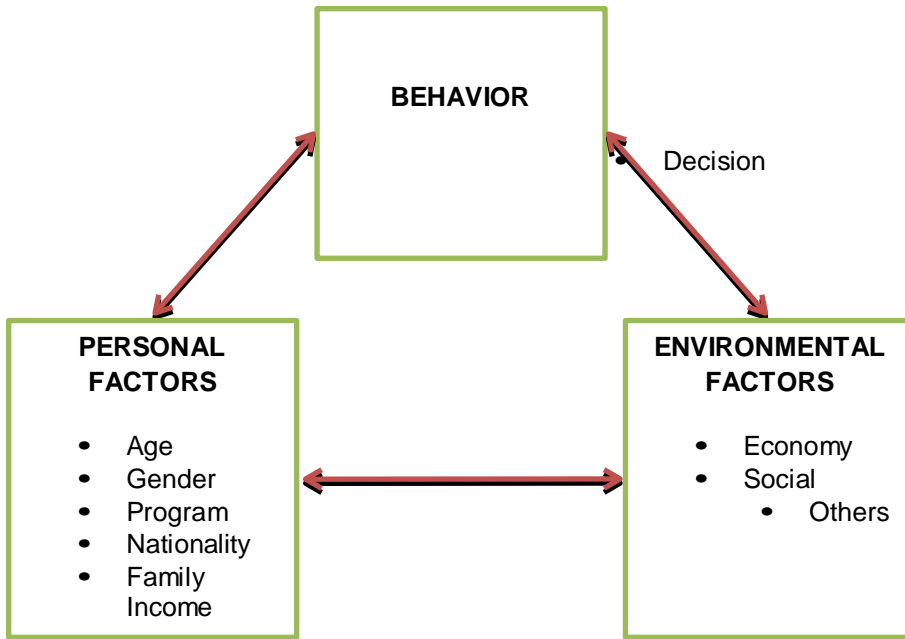 BEHAVIOR
• Decision
PERSONAL
FACTORS
• Age
• Gender
• Program
• Nationality
• Family
Income
ENVIRONMENTAL
FACTORS
• Economy
• Social
• Others